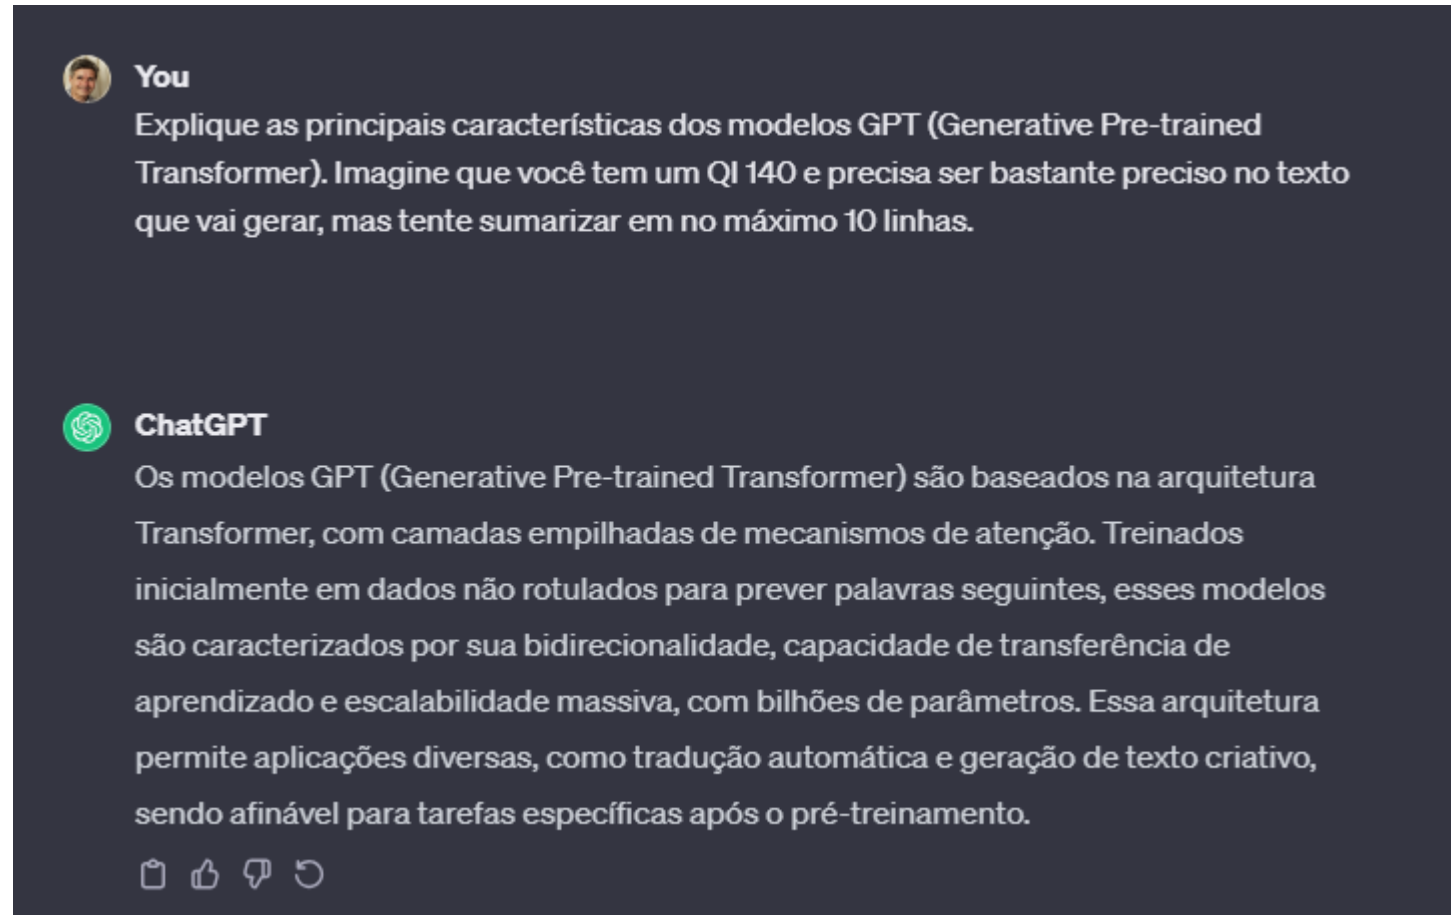 You
Explique as principais características dos modelos GPT (Generative Pre-trained
Transformer). Imagine que você tem um QI 140 e precisa ser bastante preciso no texto
que vai gerar, mas tente sumarizar em no máximo 10 linhas.
ChatGPT
Os modelos GPT (Generative Pre-trained Transformer) são baseados na arquitetura
Transformer, com camadas empilhadas de mecanismos de atenção. Treinados
inicialmente em dados não rotulados para prever palavras seguintes, esses modelos
são caracterizados por sua bidirecionalidade, capacidade de transferência de
aprendizado e escalabilidade massiva, com bilhões de parâmetros. Essa arquitetura
permite aplicações diversas, como tradução automática e geração de texto criativo,
sendo afinável para tarefas específicas após o pré-treinamento.